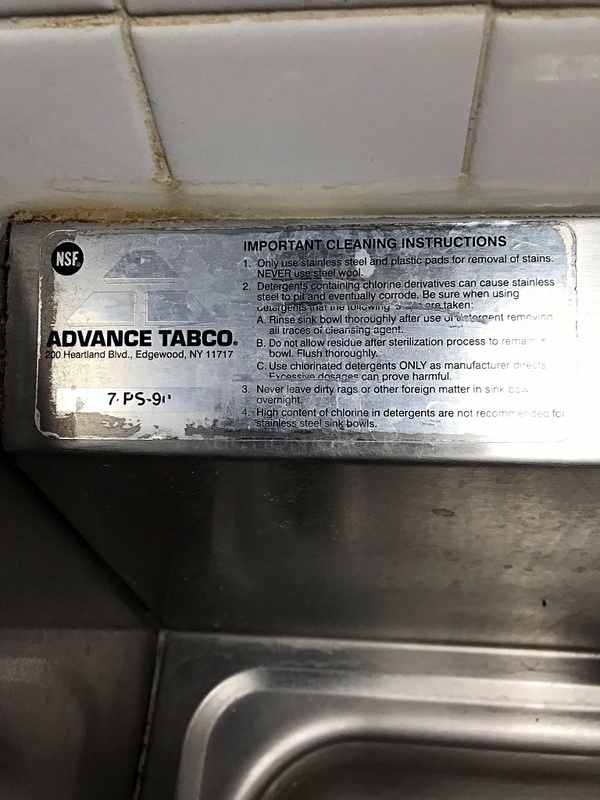 NSF.
IMPORTANT CLEANING INSTRUCTIONS
1. Only use stainless steel and plastic pads for removal of stains.
NEVER use steel wool.
2. Detergents containing chlorine derivatives can cause stainless
steel to pit and eventually corrode. Be sure when using
detergents that the following are taken:
A. Rinse sink bowl thoroughly after use of detergent removing
all traces of cleansing agent.
B. Do not allow residue after sterilization process to remain in
bowl. Flush thoroughly.
C. Use chlorinated detergents ONLY as manufacturer directs.
Excessive dosages can prove harmful.
3. Never leave dirty rags or other foreign matter in sink bowl
overnight.
4. High content of chlorine in detergents are not recommended for
stainless steel sink bowls.
ADVANCE TABCO®
200 Heartland Blvd., Edgewood, NY 11717